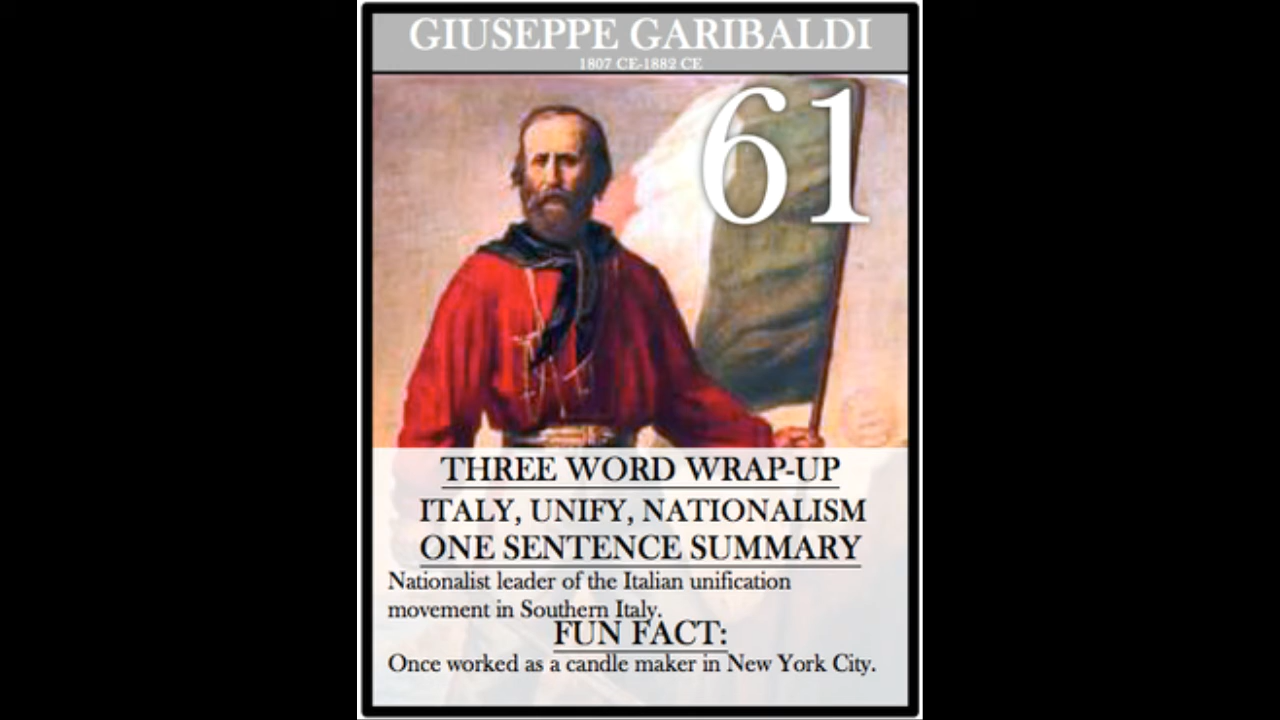 GIUSEPPE GARIBALDI
1807 CE-1882 CE
61
THREE WORD WRAP-UP
ITALY, UNIFY, NATIONALISM
ONE SENTENCE SUMMARY
Nationalist leader of the Italian unification
movement in Southern Italy.
FUN FACT:
Once worked as a candle maker in New York City.